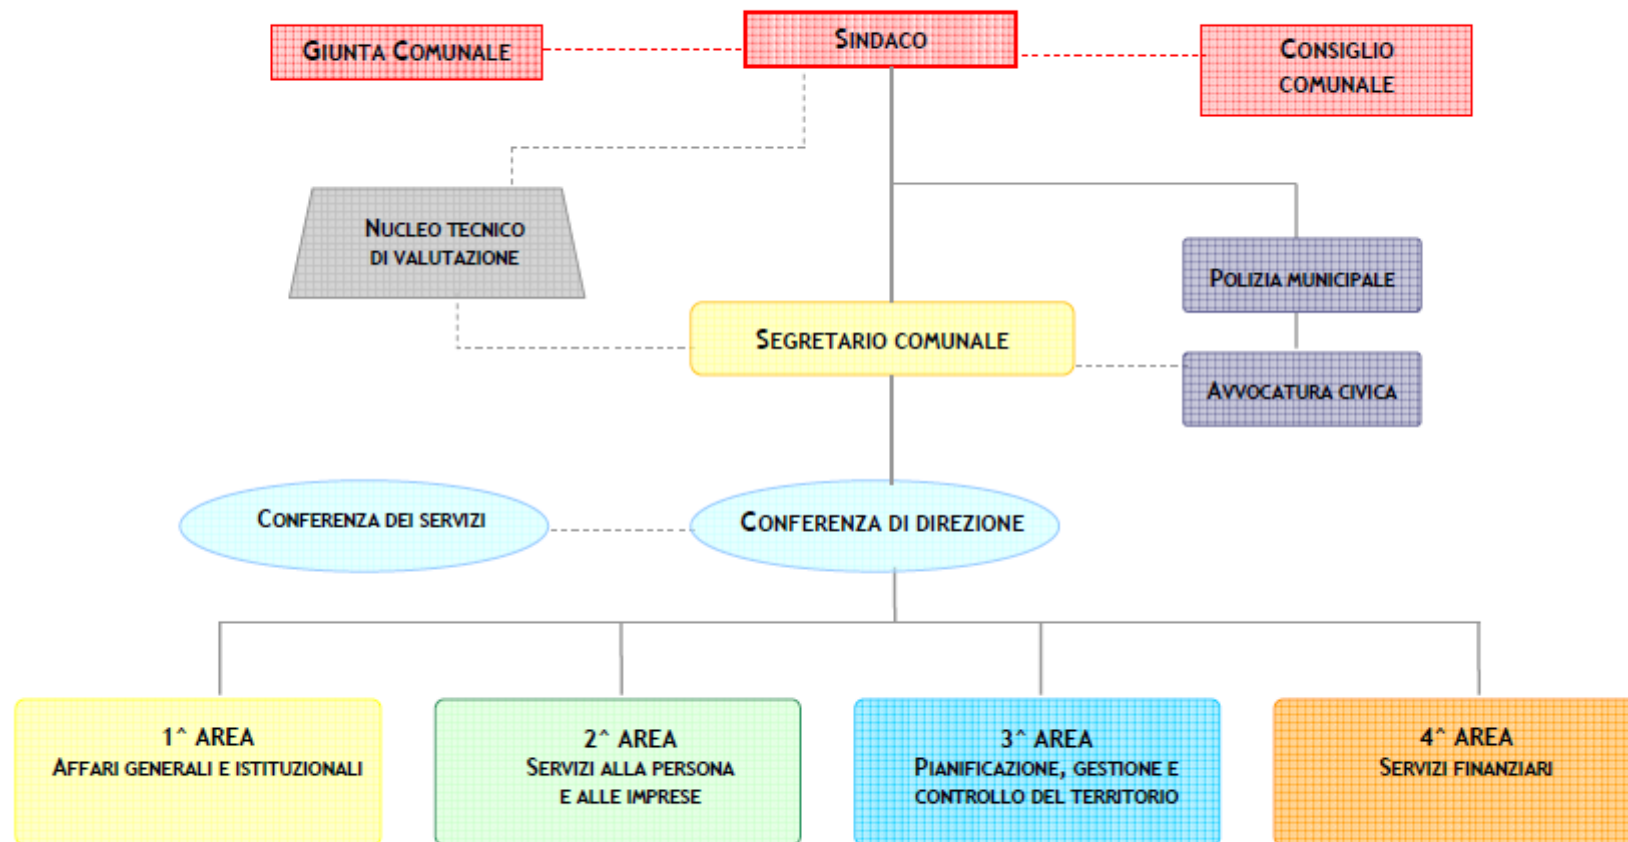 SINDACO
GIUNTA COMUNALE
CONSIGLIO
COMUNALE
NUCLEO TECNICO
DI VALUTAZIONE
POLIZIA MUNICIPALE
SEGRETARIO COMUNALE
AVVOCATURA CIVICA
CONFERENZA DEI SERVIZI
CONFERENZA DI DIREZIONE
1^ AREA
AFFARI GENERALI E ISTITUZIONALI
2^ AREA
SERVIZI ALLA PERSONA
E ALLE IMPRESE
3^ AREA
PIANIFICAZIONE, GESTIONE E
CONTROLLO DEL TERRITORIO
4^ AREA
SERVIZI FINANZIARI